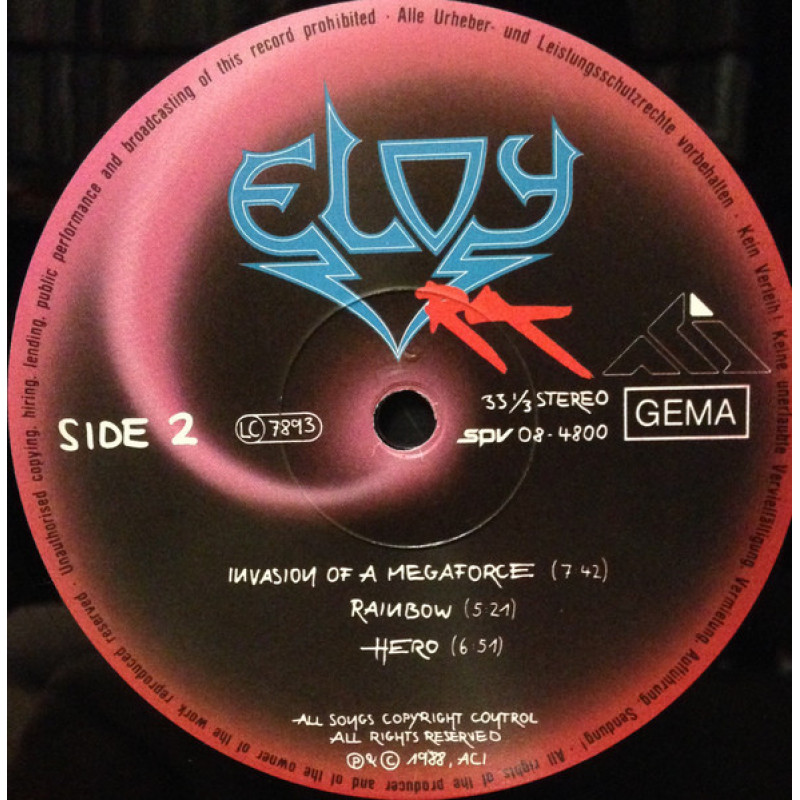 Unauthorised copying, hiring, lending, public performance and broadcasting of this record prohibited · Alle Urheber- und Leistungsschutzrechte vorbehalten · Kein Verleih! Keine unerlaubte Vervielfältigung, Vermietung, Aufführung, Sendung! · All rights of the producer and of the owner of the work reproduced reserved ·
ELOY
RA
ACI
SIDE 2
LC 7893
33 1/3 STEREO
SPV 08-4800
GEMA
INVASION OF A MEGAFORCE (7 42)
RAINBOW (5:21)
HERO (6:51)
ALL SONGS COPYRIGHT CONTROL
ALL RIGHTS RESERVED
Ⓟ & © 1988, ACI